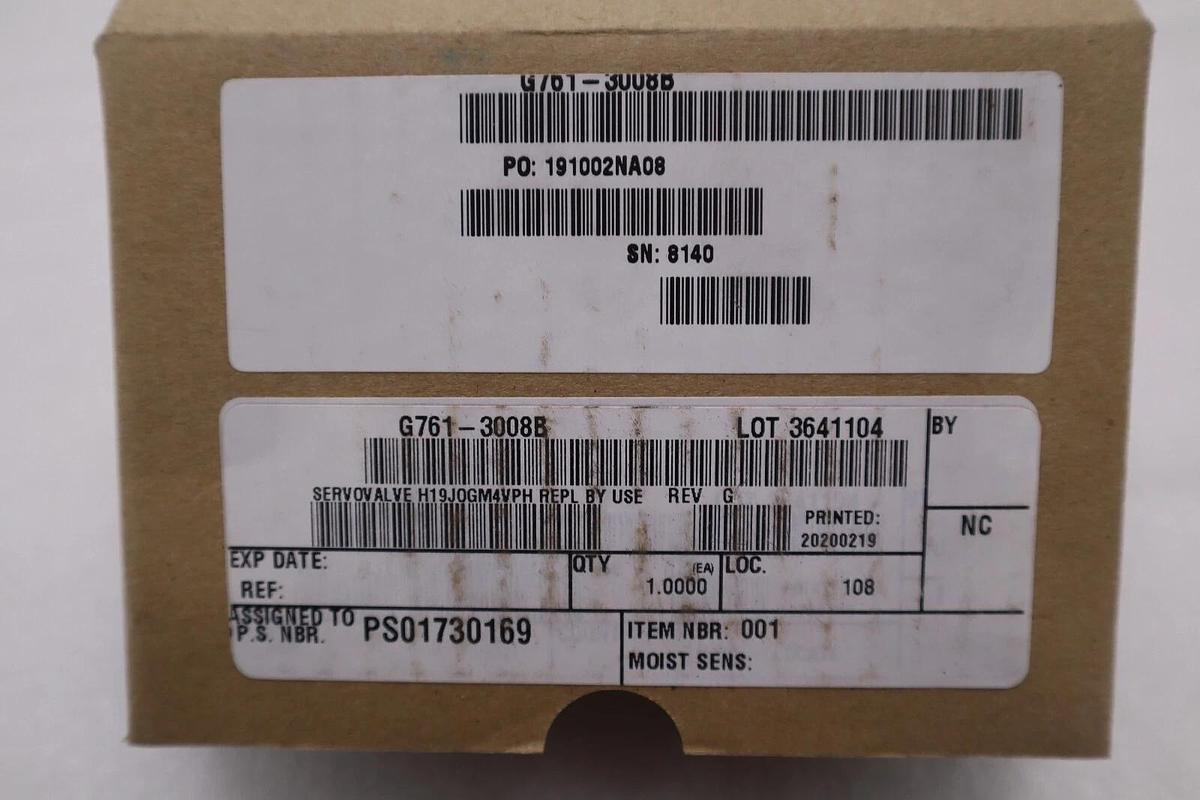 G761-3008B
PO: 191002NA08
SN: 8140
G761-3008B LOT 3641104 BY
SERVOVALVE H19JOGM4VPH REPL BY USE REV G
PRINTED: NC
20200219
EXP DATE: QTY (EA) LOC.
REF: 1.0000 108
ASSIGNED TO
P.S. NBR. PS01730169 ITEM NBR: 001
MOIST SENS: